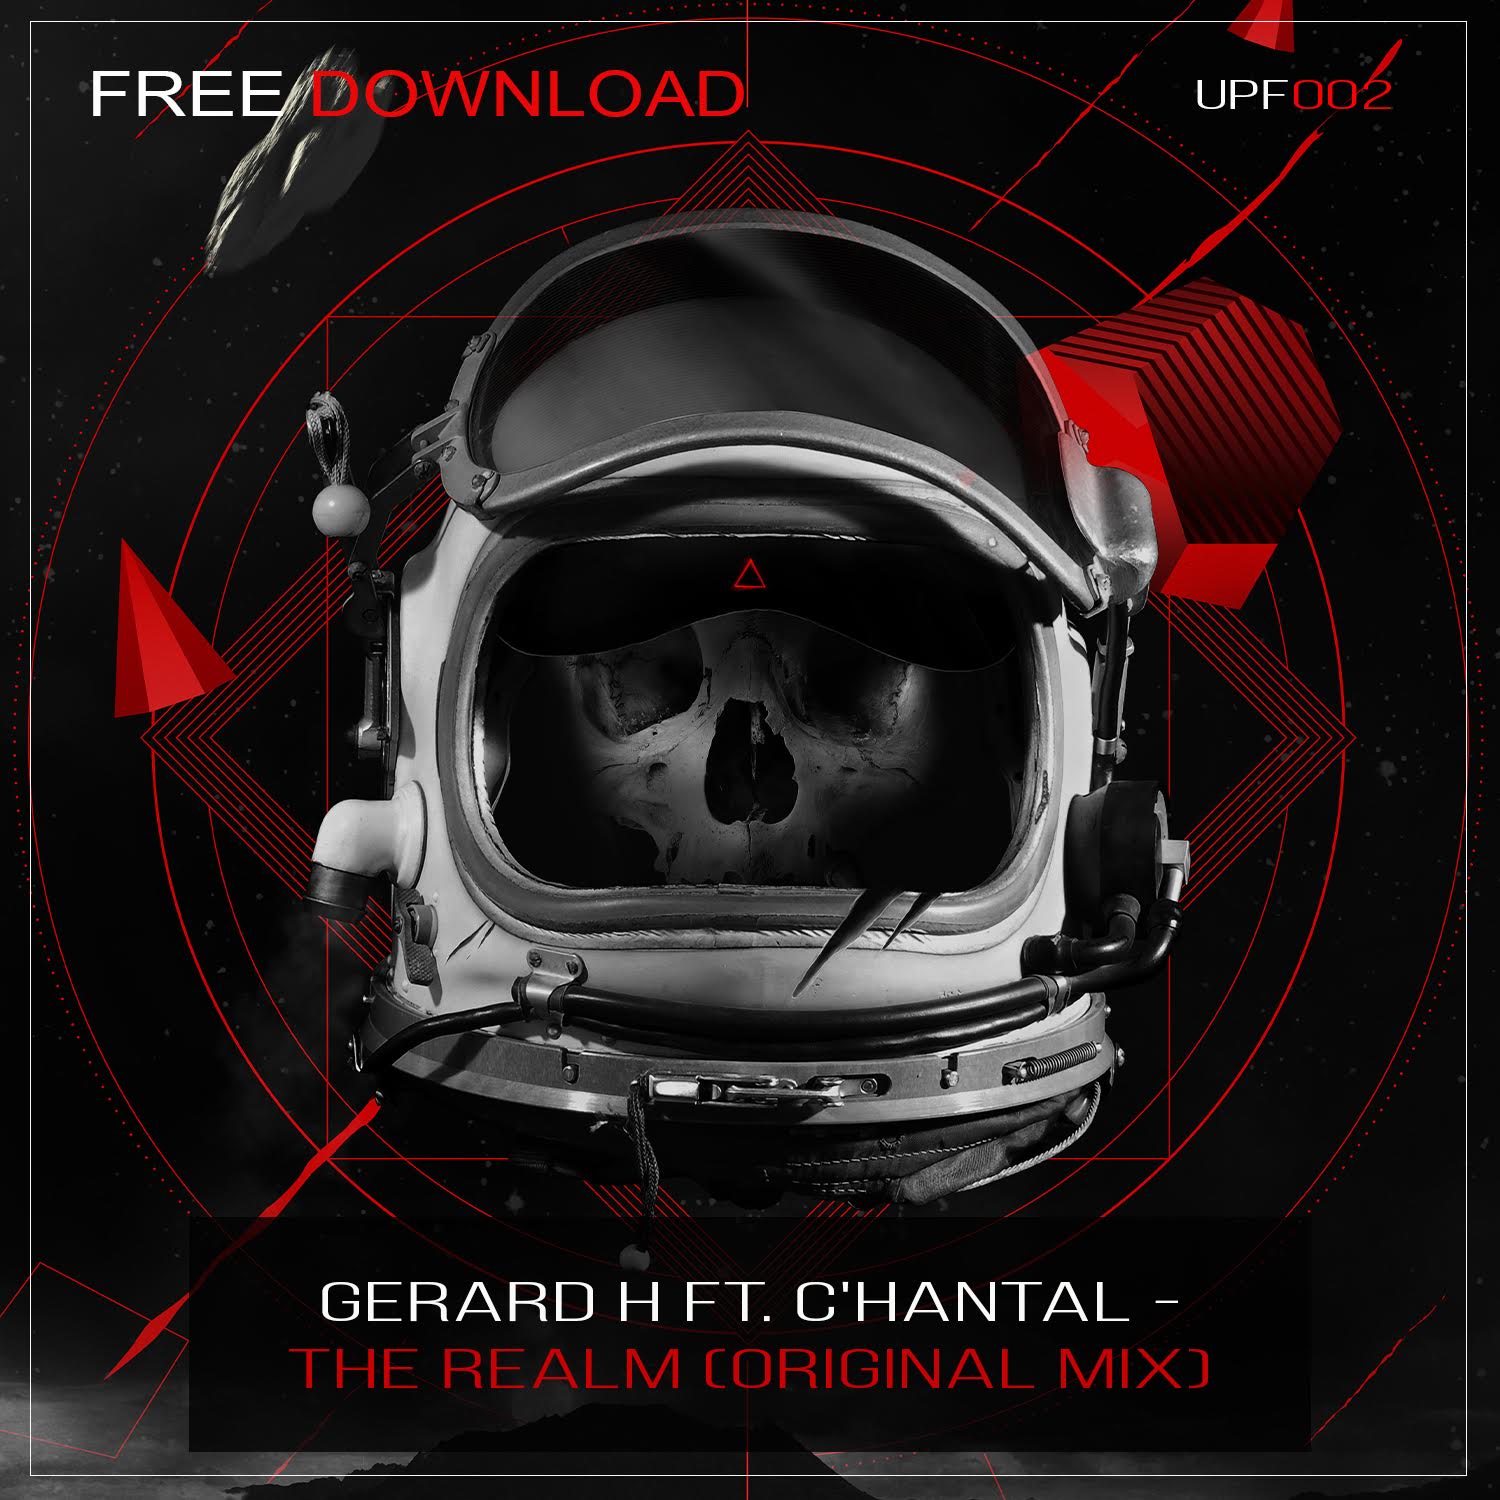 FREE DOWNLOAD
UPF002
GERARD H FT. C'HANTAL -
THE REALM (ORIGINAL MIX)